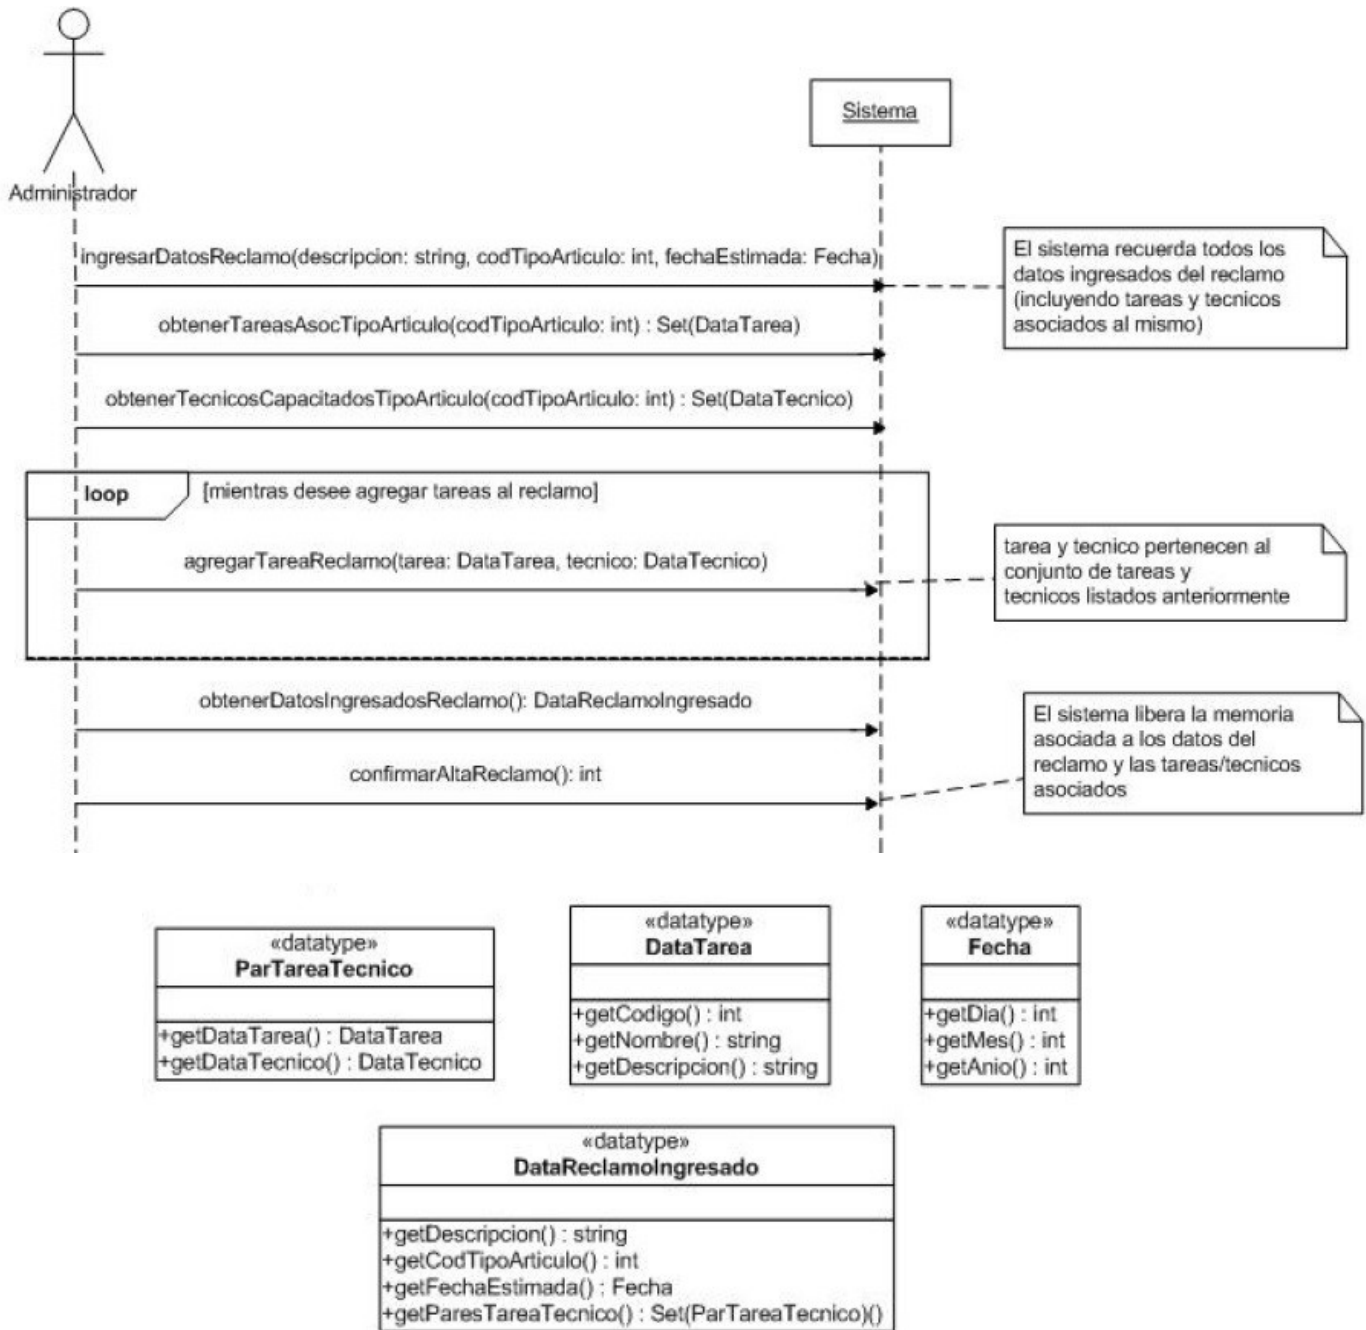 Administrador
Sistema
ingresarDatosReclamo(descripcion: string, codTipoArticulo: int, fechaEstimada: Fecha)
El sistema recuerda todos los
datos ingresados del reclamo
(incluyendo tareas y tecnicos
asociados al mismo)
obtenerTareasAsocTipoArticulo(codTipoArticulo: int) : Set(DataTarea)
obtenerTecnicosCapacitadosTipoArticulo(codTipoArticulo: int) : Set(DataTecnico)
loop
[mientras desee agregar tareas al reclamo]
agregarTareaReclamo(tarea: DataTarea, tecnico: DataTecnico)
tarea y tecnico pertenecen al
conjunto de tareas y
tecnicos listados anteriormente
obtenerDatosIngresadosReclamo(): DataReclamoIngresado
confirmarAltaReclamo(): int
El sistema libera la memoria
asociada a los datos del
reclamo y las tareas/tecnicos
asociados
«datatype»
ParTareaTecnico
+getDataTarea() : DataTarea
+getDataTecnico() : DataTecnico
«datatype»
DataTarea
+getCodigo() : int
+getNombre() : string
+getDescripcion() : string
«datatype»
Fecha
+getDia() : int
+getMes() : int
+getAnio() : int
«datatype»
DataReclamoIngresado
+getDescripcion() : string
+getCodTipoArticulo() : int
+getFechaEstimada() : Fecha
+getParesTareaTecnico() : Set(ParTareaTecnico)()